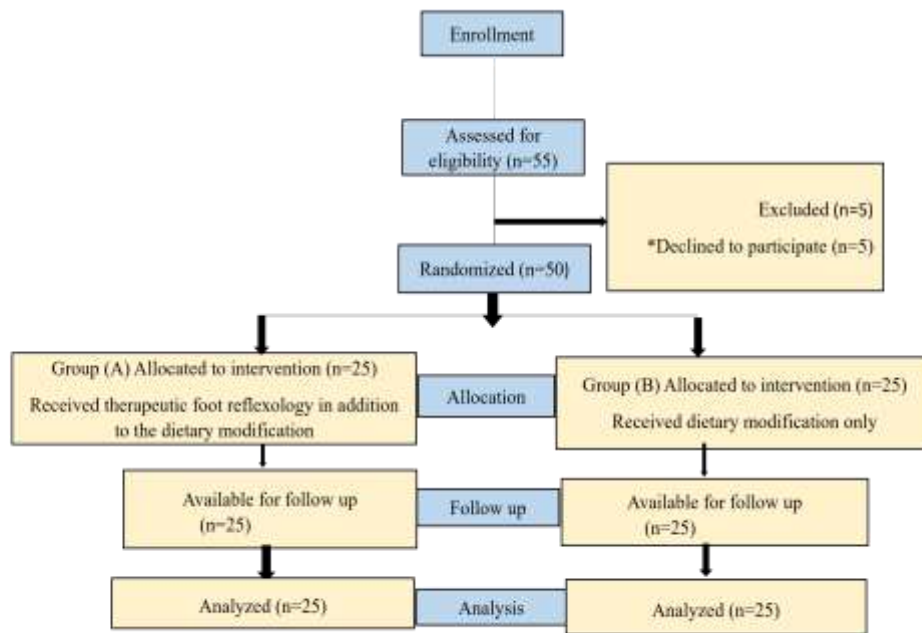 Enrollment
Assessed for
eligibility (n=55)
Excluded (n=5)
*Declined to participate (n=5)
Randomized (n=50)
Group (A) Allocated to intervention (n=25)
Received therapeutic foot reflexology in addition
to the dietary modification
Allocation
Group (B) Allocated to intervention (n=25)
Received dietary modification only
Available for follow up
(n=25)
Follow up
Available for follow up
(n=25)
Analyzed (n=25)
Analysis
Analyzed (n=25)